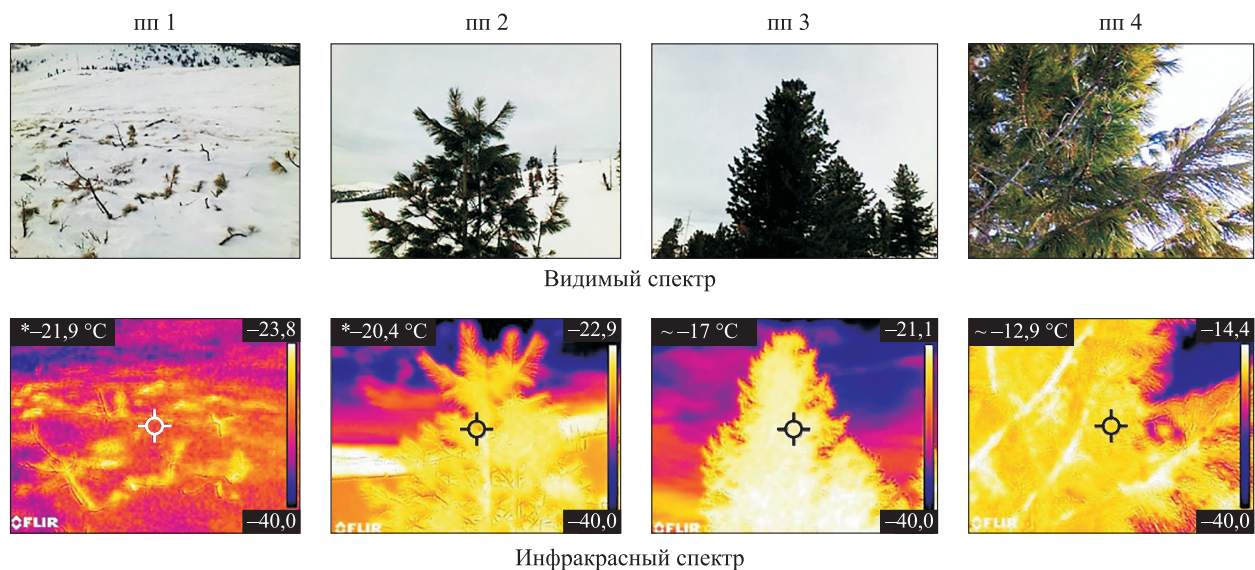 пп 1 пп 2 пп 3 пп 4
Видимый спектр
*–21,9 °C –23,8 *–20,4 °C –22,9 ~ –17 °C –21,1 ~ –12,9 °C –14,4
FLIR –40,0 FLIR –40,0 FLIR –40,0 FLIR –40,0
Инфракрасный спектр